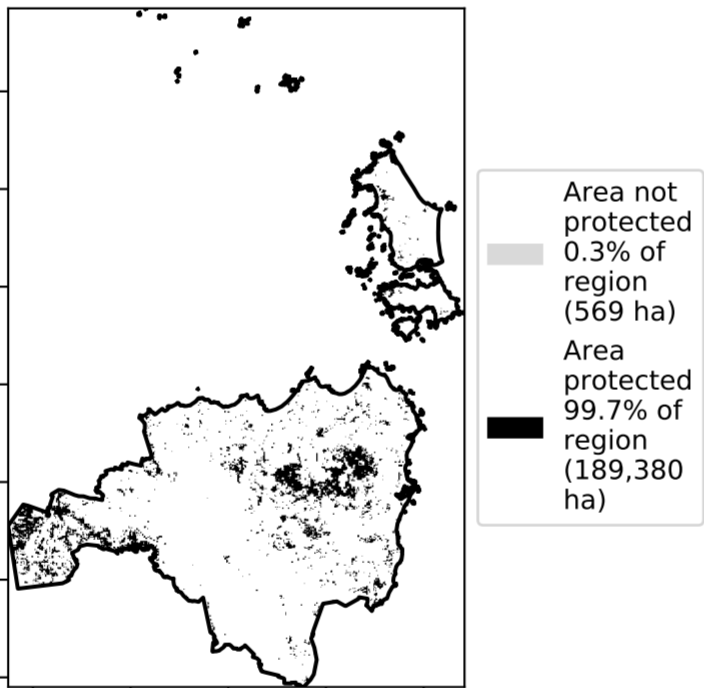 Area not
protected
0.3% of
region
(569 ha)
Area
protected
99.7% of
region
(189,380
ha)